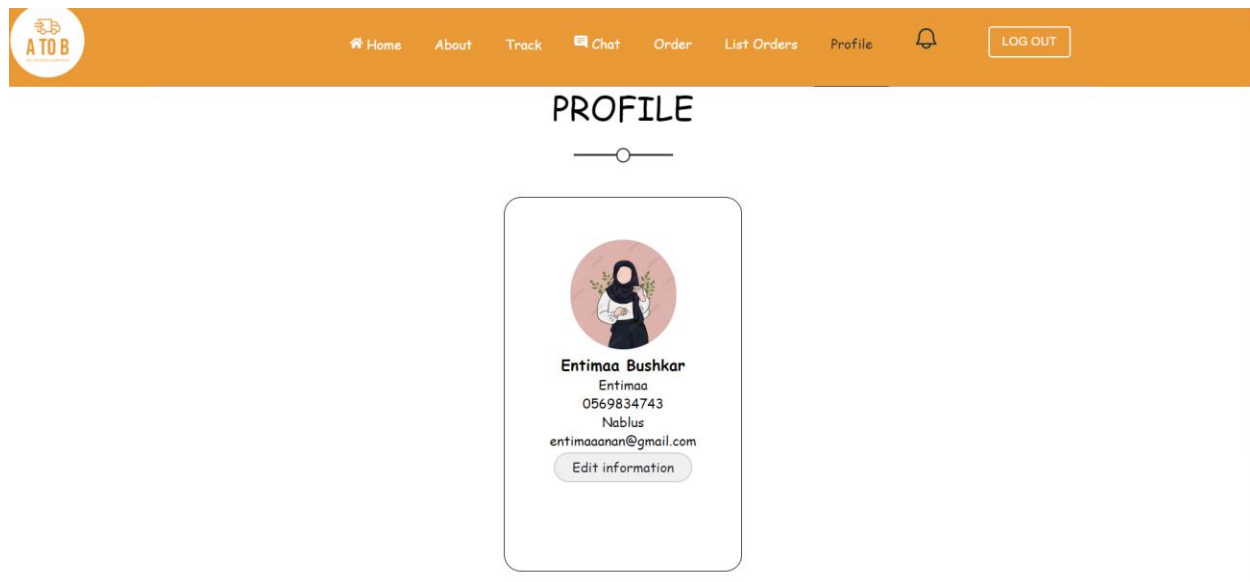 A TO B
Home About Track Chat Order List Orders Profile LOG OUT
PROFILE
Entimaa Bushkar
Entimaa
0569834743
Nablus
entimaaanan@gmail.com
Edit information